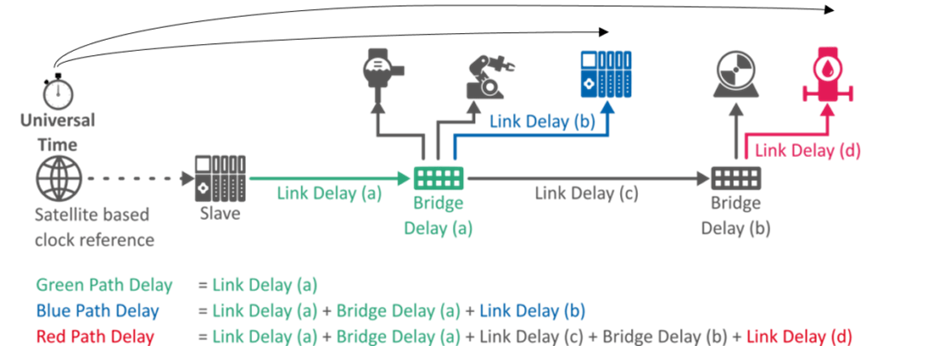 Universal
Time
Satellite based
clock reference
Slave
Link Delay (a)
Bridge
Delay (a)
Link Delay (b)
Link Delay (c)
Bridge
Delay (b)
Link Delay (d)
Green Path Delay = Link Delay (a)
Blue Path Delay = Link Delay (a) + Bridge Delay (a) + Link Delay (b)
Red Path Delay = Link Delay (a) + Bridge Delay (a) + Link Delay (c) + Bridge Delay (b) + Link Delay (d)